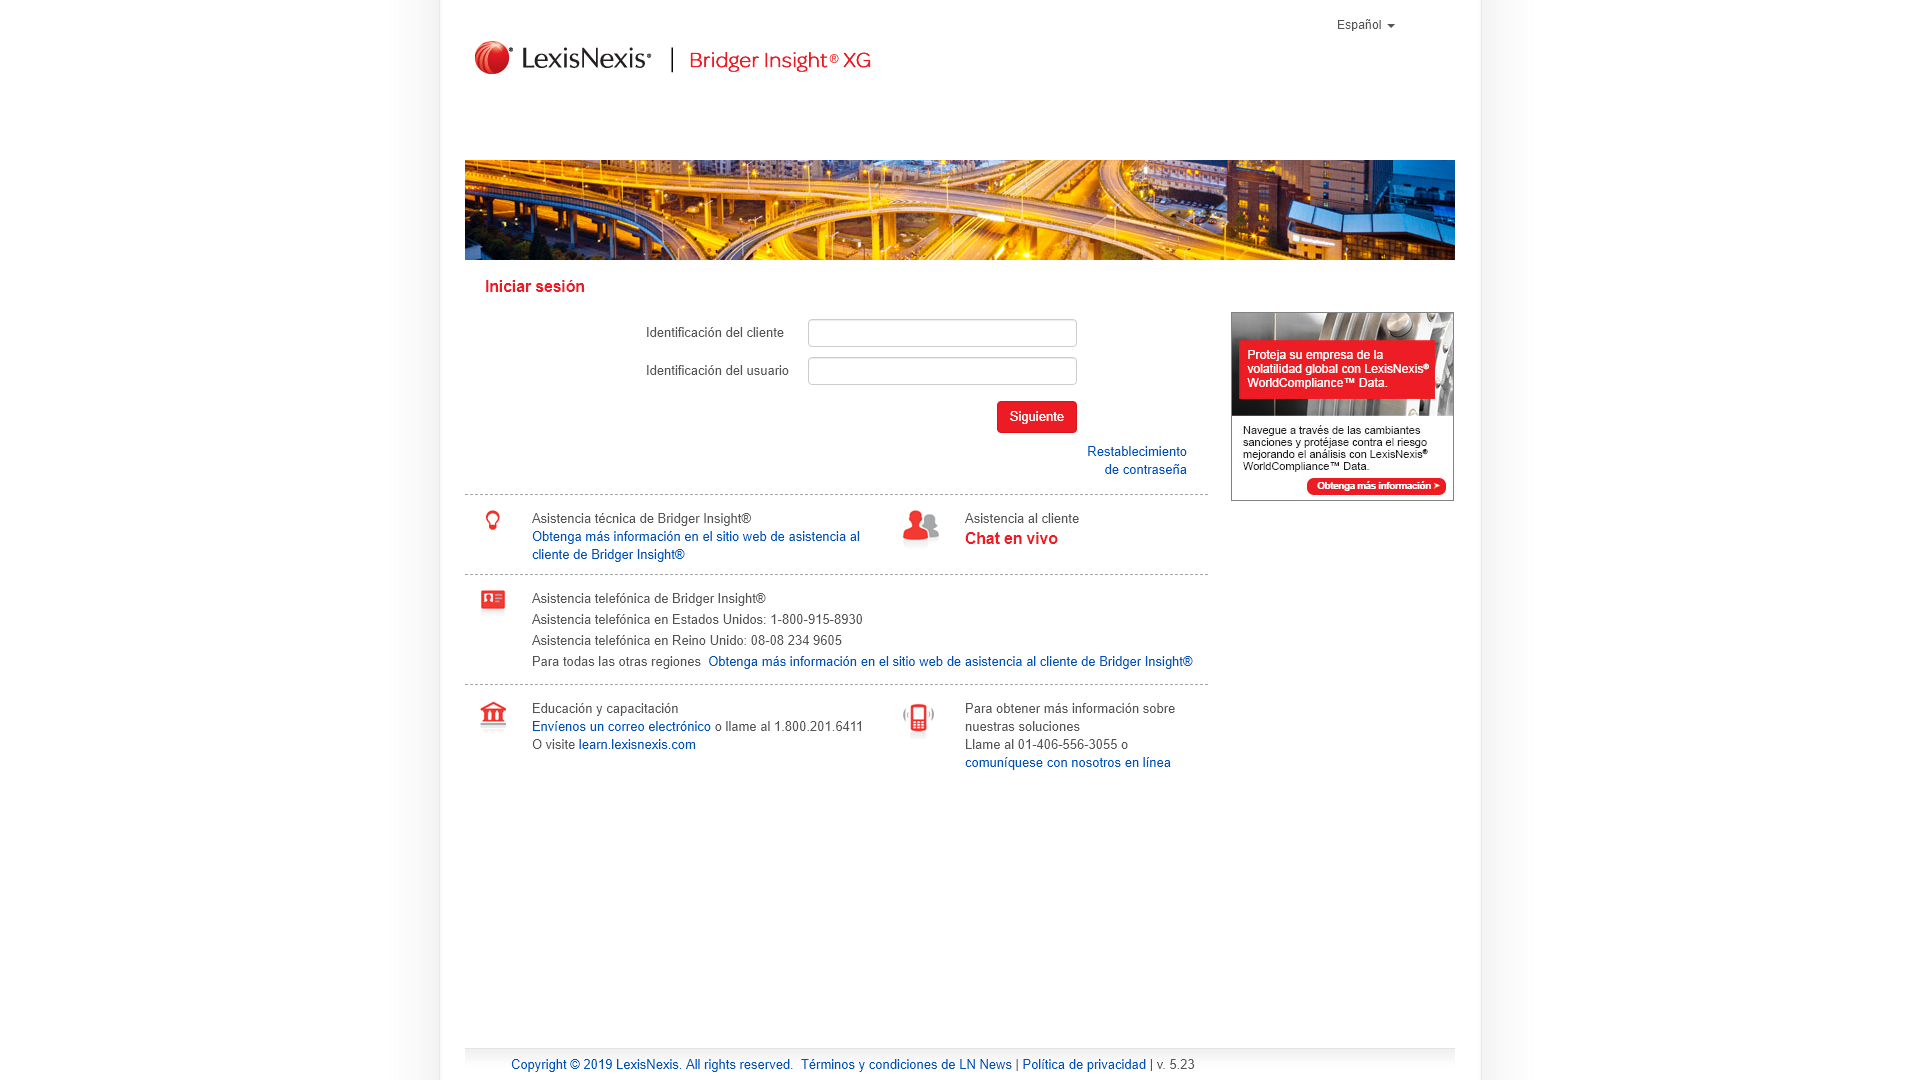 Español
LexisNexis® | Bridger Insight® XG
Iniciar sesión
Identificación del cliente
Identificación del usuario
Siguiente
Restablecimiento
de contraseña
Proteja su empresa de la
volatilidad global con LexisNexis®
WorldCompliance™ Data.
Navegue a través de las cambiantes
sanciones y protéjase contra el riesgo
mejorando el análisis con LexisNexis®
WorldCompliance™ Data.
Obtenga más información >
Asistencia técnica de Bridger Insight®
Obtenga más información en el sitio web de asistencia al
cliente de Bridger Insight®
Asistencia al cliente
Chat en vivo
Asistencia telefónica de Bridger Insight®
Asistencia telefónica en Estados Unidos: 1-800-915-8930
Asistencia telefónica en Reino Unido: 08-08 234 9605
Para todas las otras regiones Obtenga más información en el sitio web de asistencia al cliente de Bridger Insight®
Educación y capacitación
Envíenos un correo electrónico o llame al 1.800.201.6411
O visite learn.lexisnexis.com
Para obtener más información sobre
nuestras soluciones
Llame al 01-406-556-3055 o
comuníquese con nosotros en línea
Copyright © 2019 LexisNexis. All rights reserved. Términos y condiciones de LN News | Política de privacidad | v. 5.23